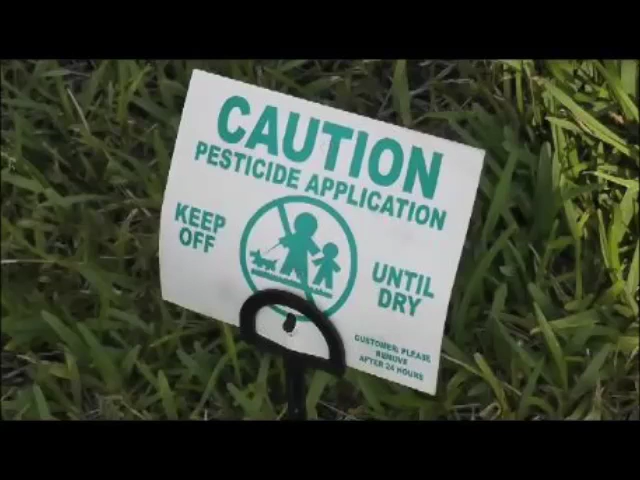 CAUTION
PESTICIDE APPLICATION
KEEP
OFF
UNTIL
DRY
CUSTOMER: PLEASE
REMOVE
AFTER 24 HOURS